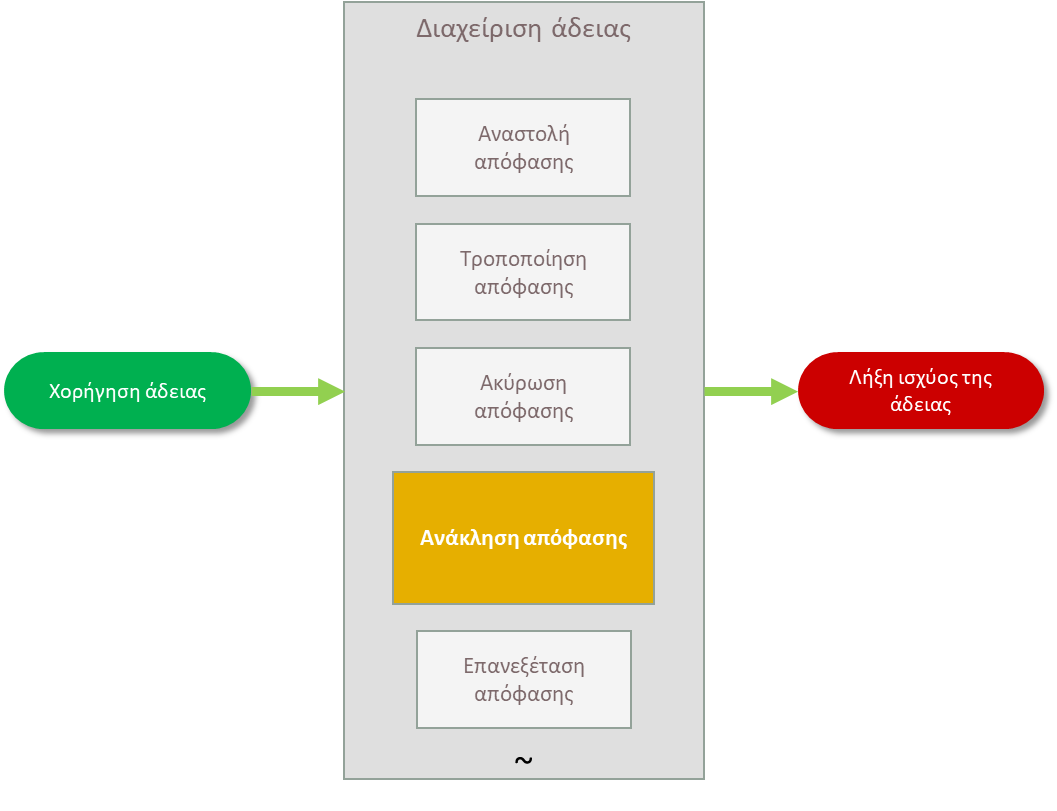 Διαχείριση άδειας
Αναστολή
απόφασης
Τροποποίηση
απόφασης
Χορήγηση άδειας
Ακύρωση
απόφασης
Λήξη ισχύος της
άδειας
Ανάκληση απόφασης
Επανεξέταση
απόφασης
~